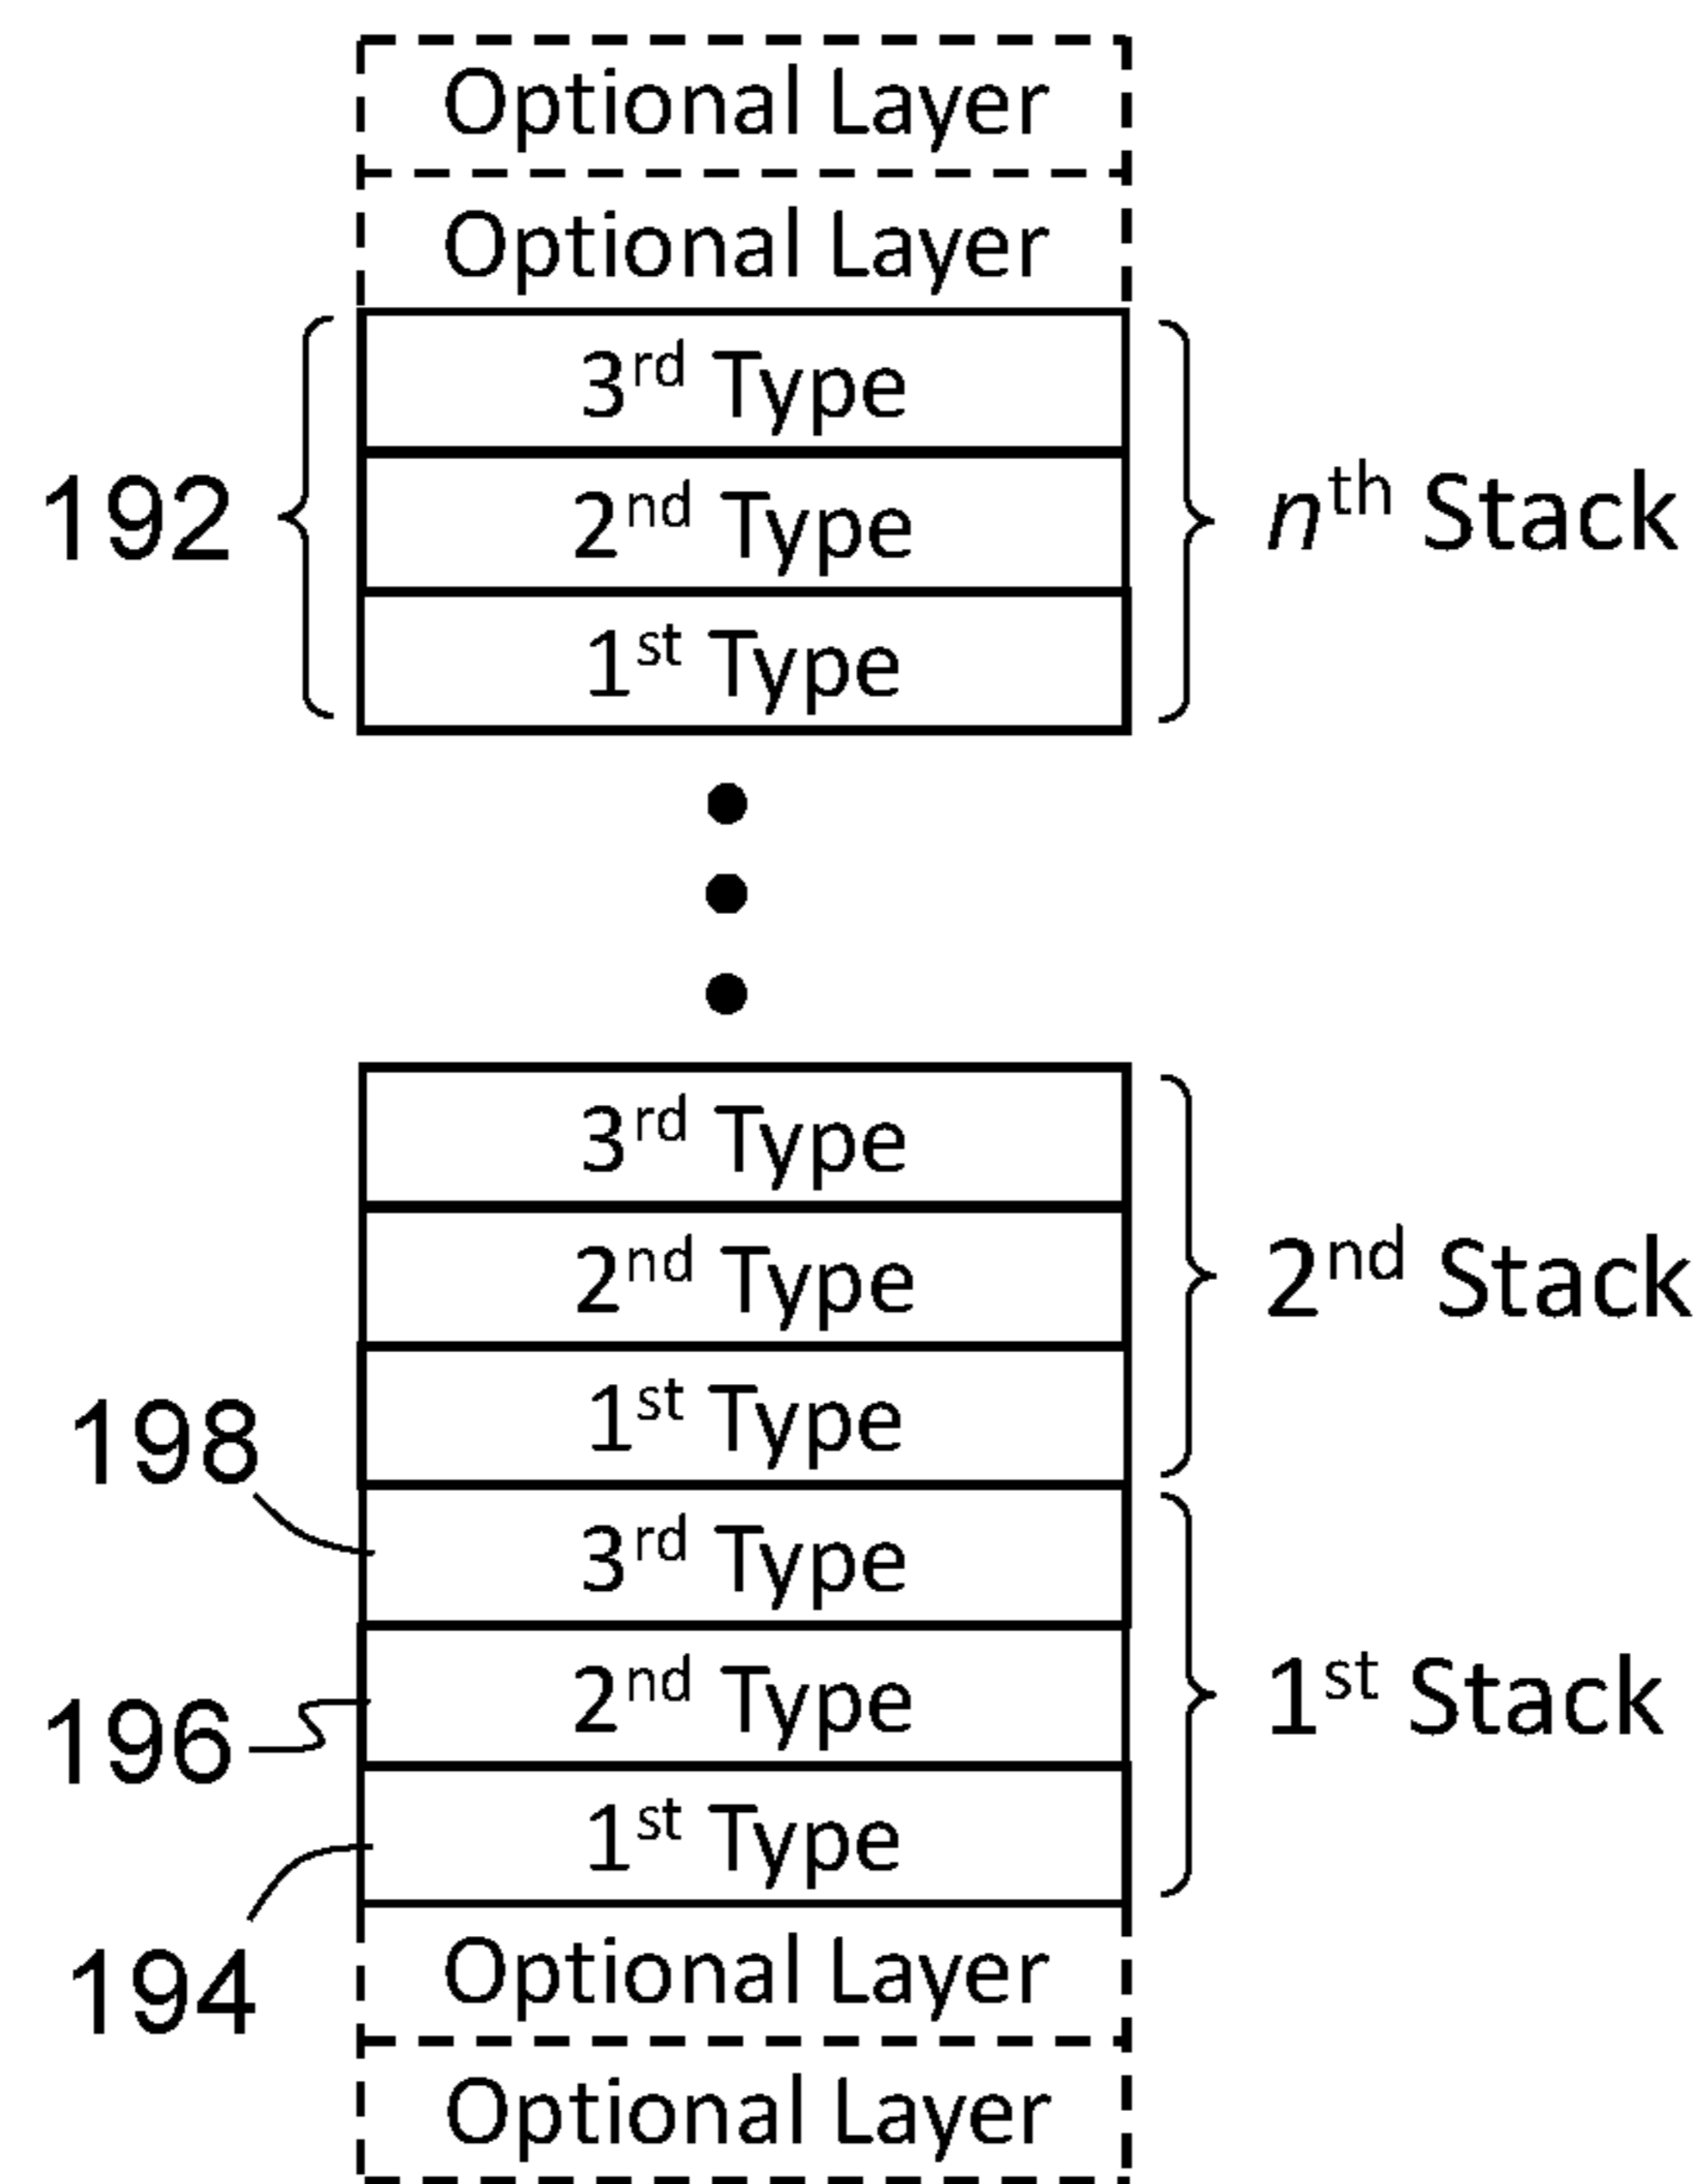 Optional Layer
Optional Layer
3rd Type
192
2nd Type
nth Stack
1st Type
3rd Type
2nd Type
2nd Stack
1st Type
198
3rd Type
196
2nd Type
1st Stack
1st Type
194
Optional Layer
Optional Layer